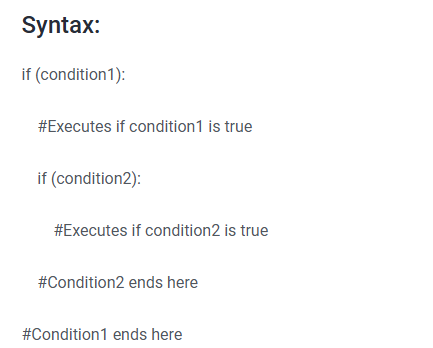 Syntax:
if (condition1):
#Executes if condition1 is true
if (condition2):
#Executes if condition2 is true
#Condition2 ends here
#Condition1 ends here